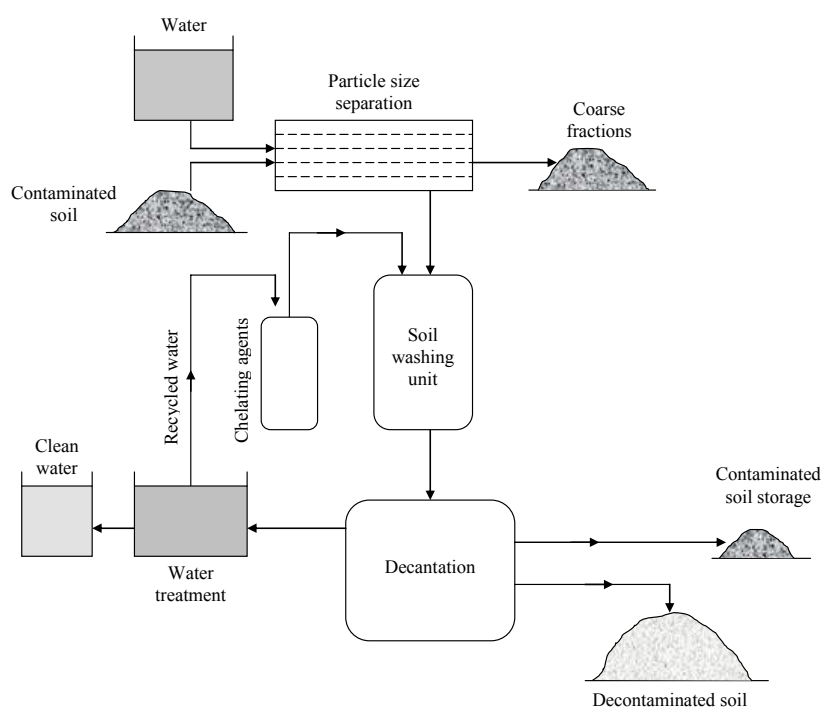 Water
Particle size
separation
Coarse
fractions
Contaminated
soil
Recycled water
Chelating agents
Soil
washing
unit
Clean
water
Water
treatment
Decantation
Contaminated
soil storage
Decontaminated soil